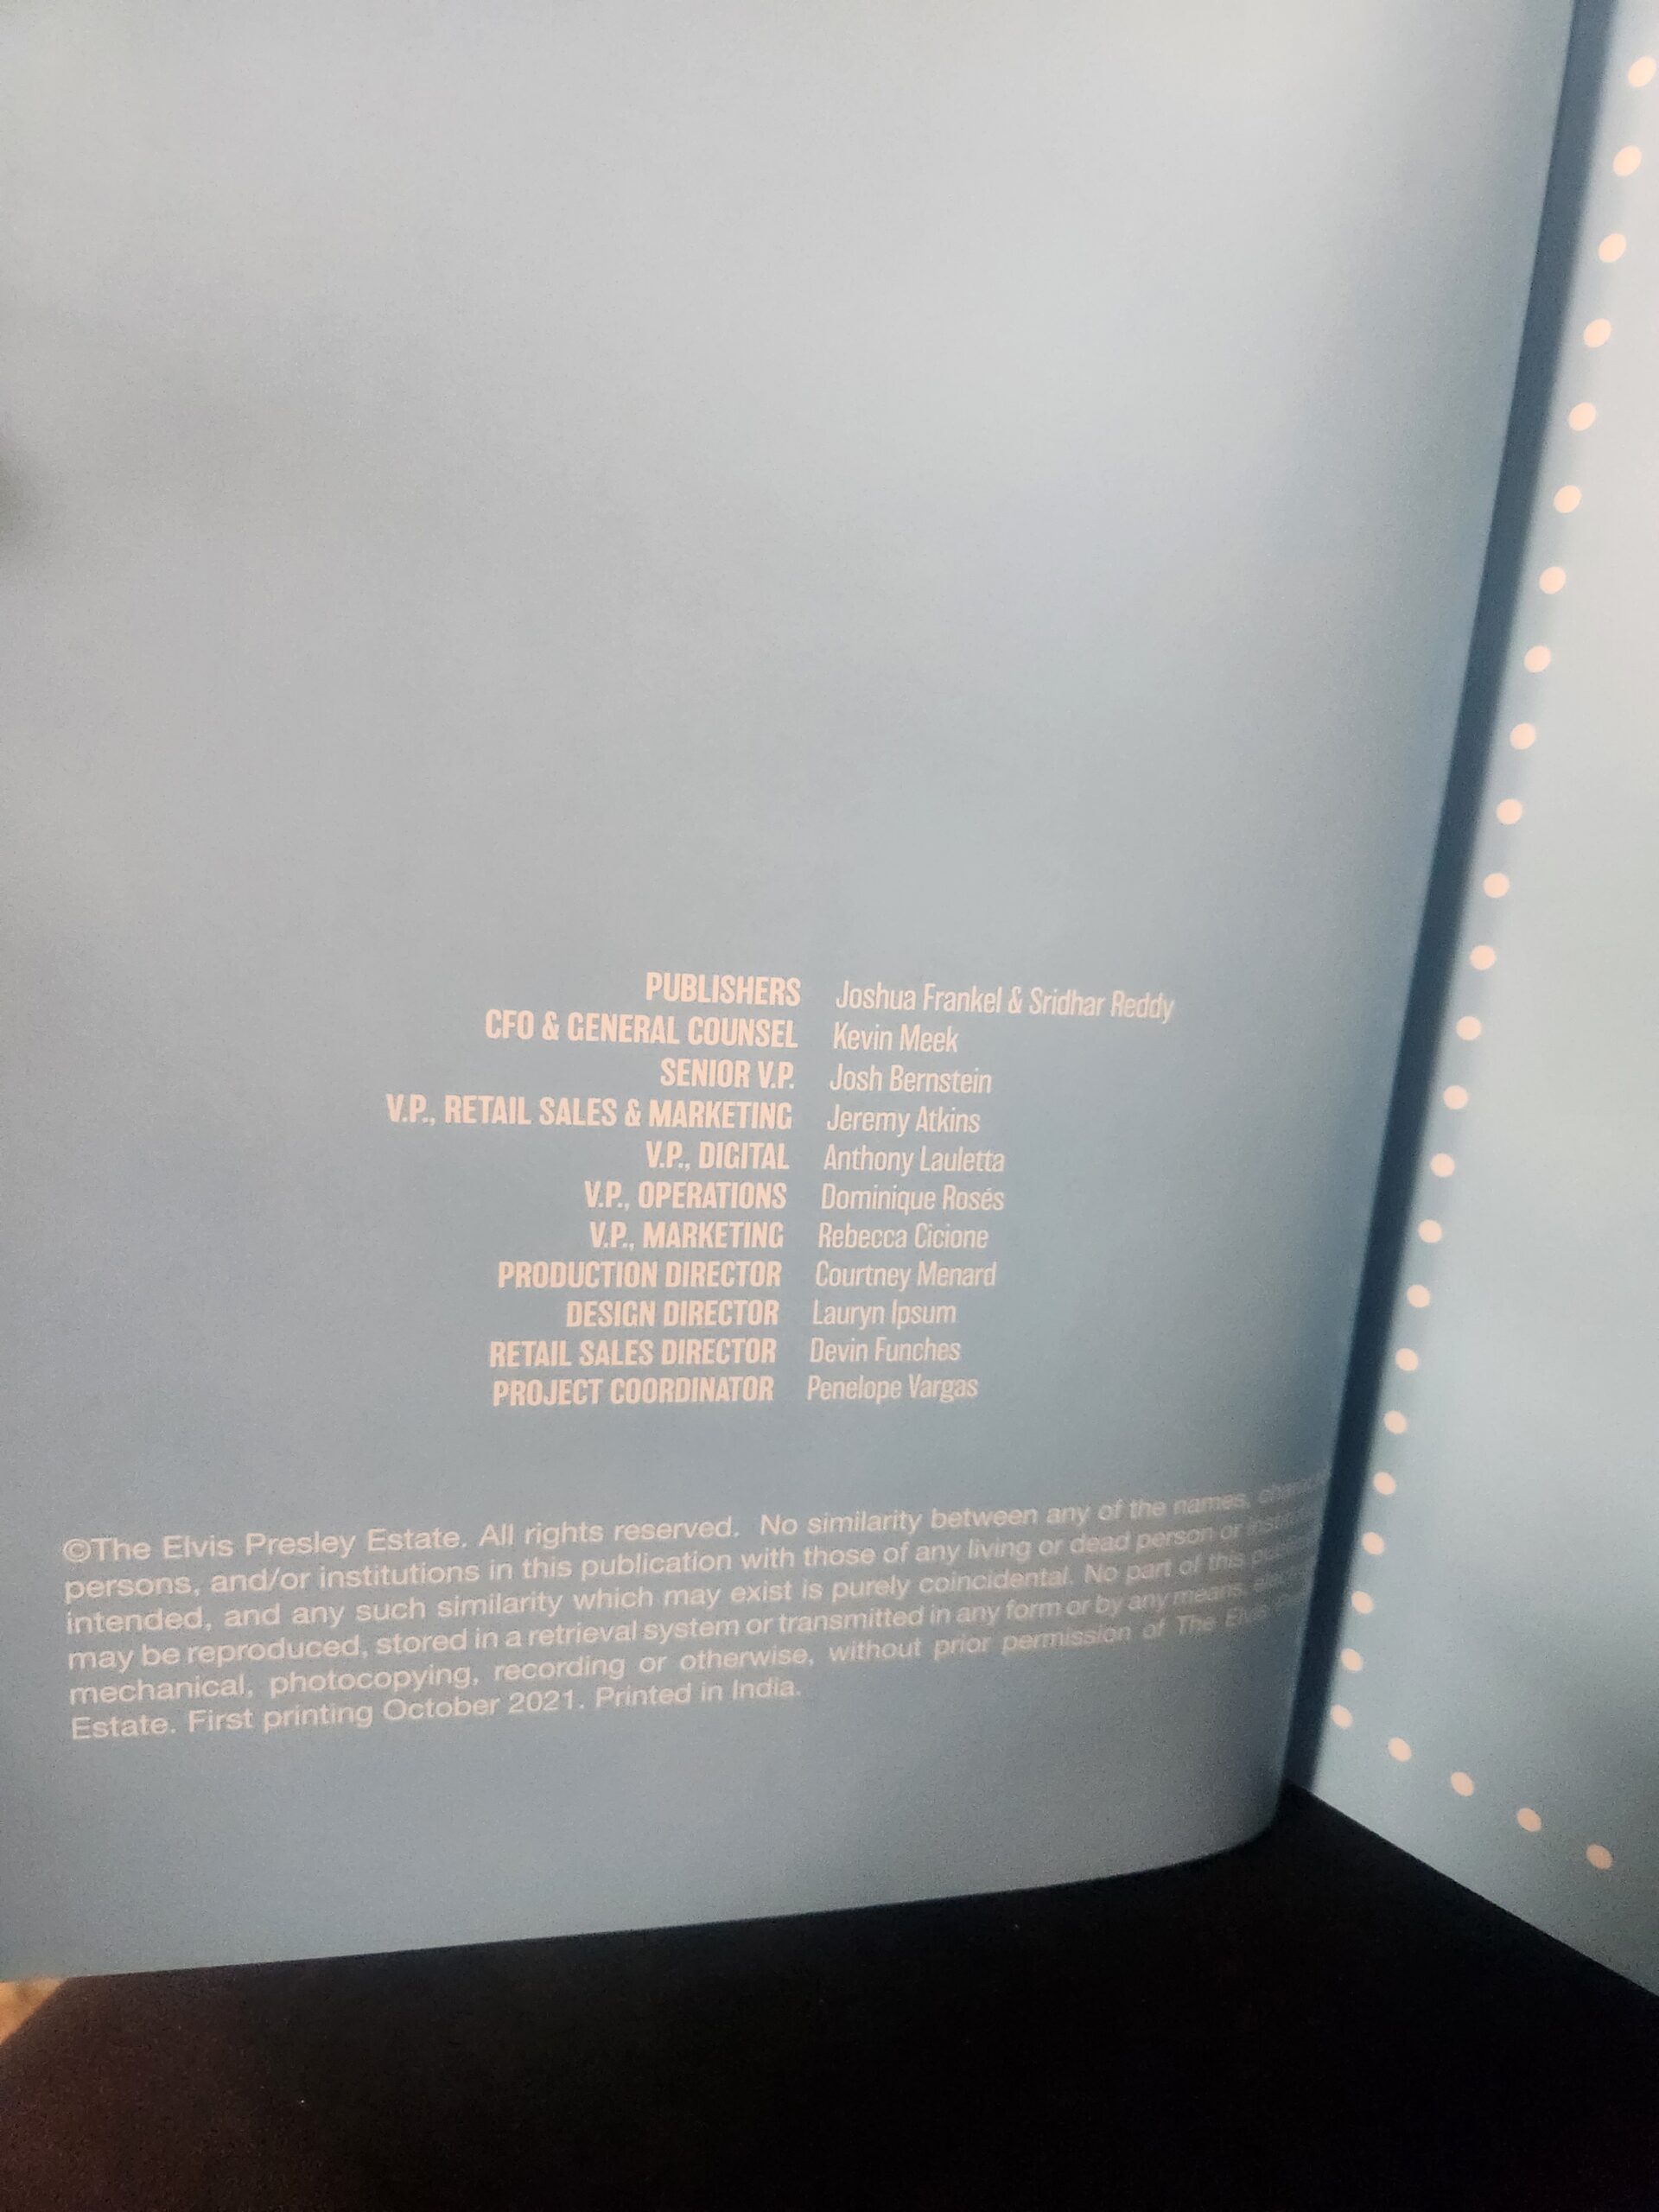 PUBLISHERS Joshua Frankel & Sridhar Reddy
CFO & GENERAL COUNSEL Kevin Meek
SENIOR V.P. Josh Bernstein
V.P., RETAIL SALES & MARKETING Jeremy Atkins
V.P., DIGITAL Anthony Lauletta
V.P., OPERATIONS Dominique Rosés
V.P., MARKETING Rebecca Cicione
PRODUCTION DIRECTOR Courtney Menard
DESIGN DIRECTOR Lauryn Ipsum
RETAIL SALES DIRECTOR Devin Funches
PROJECT COORDINATOR Penelope Vargas
©The Elvis Presley Estate. All rights reserved. No similarity between any of the names,
persons, and/or institutions in this publication with those of any living or dead person or
intended, and any such similarity which may exist is purely coincidental. No part of this
may be reproduced, stored in a retrieval system or transmitted in any form or by any means,
mechanical, photocopying, recording or otherwise, without prior permission of The Elvis
Estate. First printing October 2021. Printed in India.